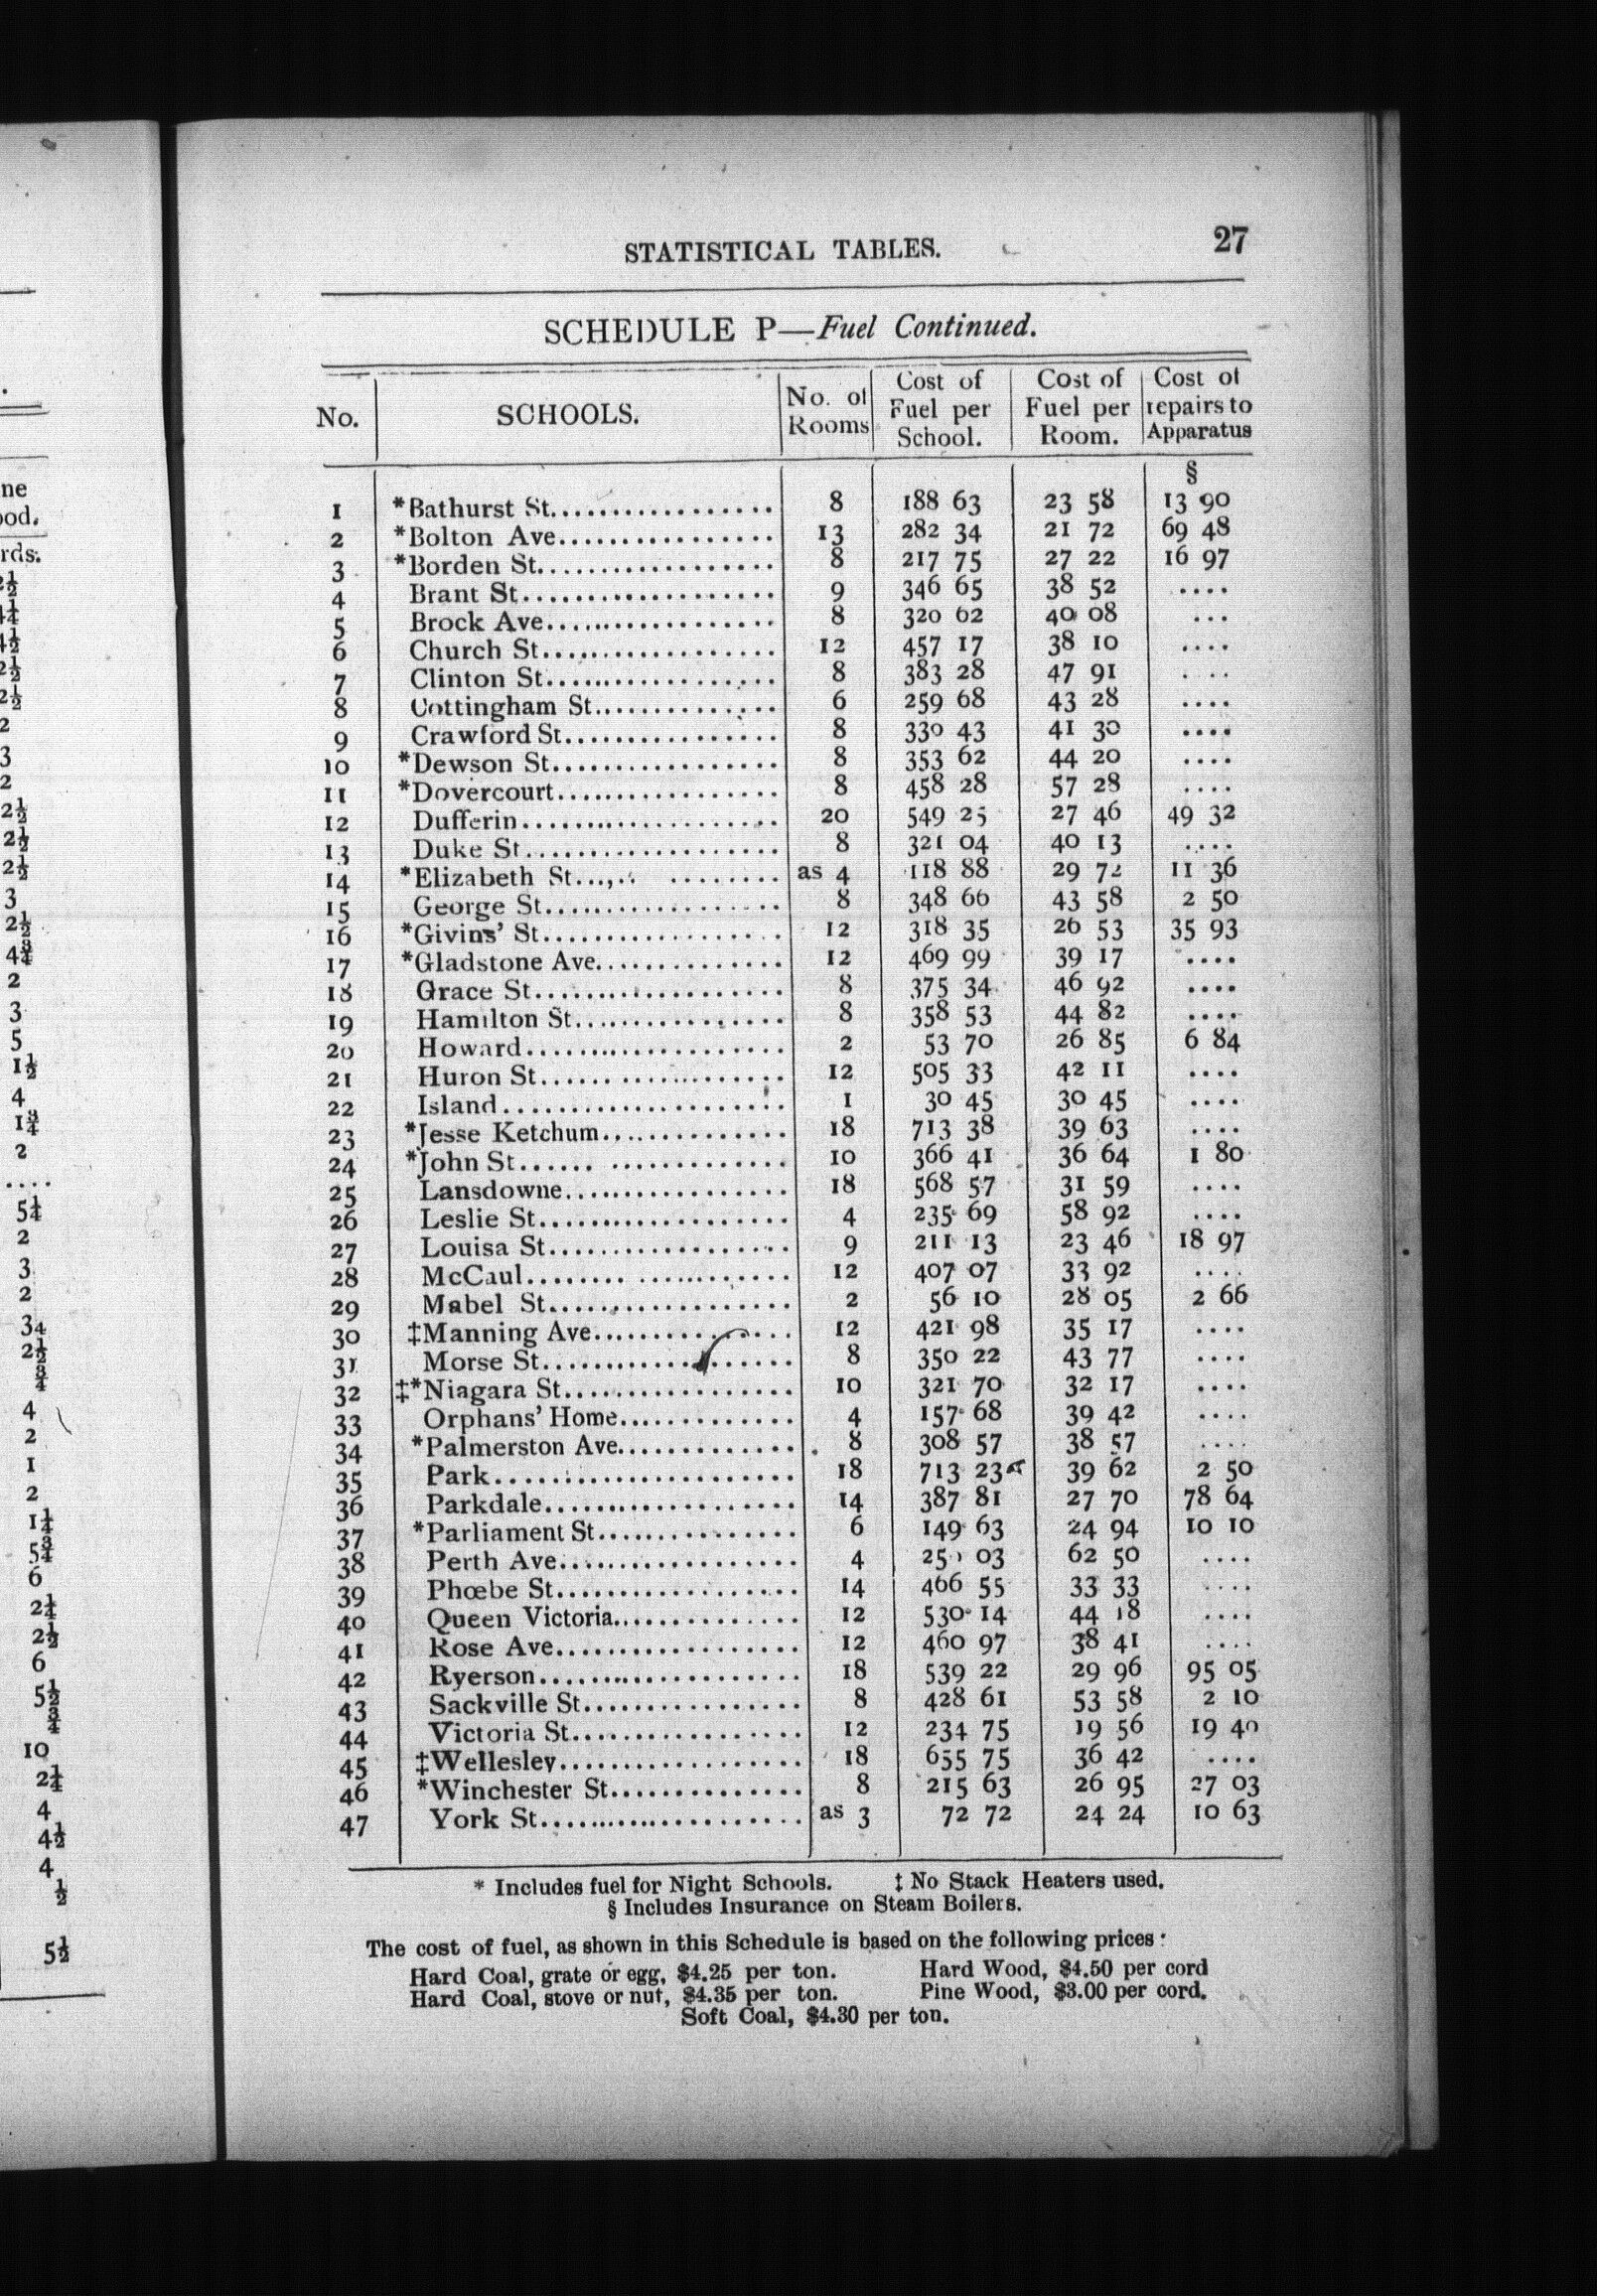 STATISTICAL TABLES. 27
SCHEDULE P—Fuel Continued.
No. SCHOOLS. No. of Rooms Cost of Fuel per School. Cost of Fuel per Room. Cost of repairs to Apparatus
§
1 *Bathurst St. 8 188 63 23 58 13 90
2 *Bolton Ave. 13 282 34 21 72 69 48
3 *Borden St. 8 217 75 27 22 16 97
4 Brant St. 9 346 65 38 52 ....
5 Brock Ave. 8 320 62 40 08 ...
6 Church St. 12 457 17 38 10 ....
7 Clinton St. 8 383 28 47 91 ....
8 Cottingham St. 6 259 68 43 28 ....
9 Crawford St. 8 330 43 41 30 ....
10 *Dewson St. 8 353 62 44 20 ....
11 *Dovercourt. 8 458 28 57 28 ....
12 Dufferin. 20 549 25 27 46 49 32
13 Duke St. 8 321 04 40 13 ....
14 *Elizabeth St. as 4 118 88 29 72 11 36
15 George St. 8 348 66 43 58 2 50
16 *Givins' St. 12 318 35 26 53 35 93
17 *Gladstone Ave. 12 469 99 39 17 ....
18 Grace St. 8 375 34 46 92 ....
19 Hamilton St. 8 358 53 44 82 ....
20 Howard. 2 53 70 26 85 6 84
21 Huron St. 12 505 33 42 11 ....
22 Island. 1 30 45 30 45 ....
23 *Jesse Ketchum. 18 713 38 39 63 ....
24 *John St. 10 366 41 36 64 1 80
25 Lansdowne. 18 568 57 31 59 ....
26 Leslie St. 4 235 69 58 92 ....
27 Louisa St. 9 211 13 23 46 18 97
28 McCaul. 12 407 07 33 92 ....
29 Mabel St. 2 56 10 28 05 2 66
30 ‡Manning Ave. 12 421 98 35 17 ....
31 Morse St. 8 350 22 43 77 ....
32 ‡*Niagara St. 10 321 70 32 17 ....
33 Orphans' Home. 4 157 68 39 42 ....
34 *Palmerston Ave. 8 308 57 38 57 ....
35 Park. 18 713 23 39 62 2 50
36 Parkdale. 14 387 81 27 70 78 64
37 *Parliament St. 6 149 63 24 94 10 10
38 Perth Ave. 4 250 03 62 50 ....
39 Phœbe St. 14 466 55 33 33 ....
40 Queen Victoria. 12 530 14 44 18 ....
41 Rose Ave. 12 460 97 38 41 ....
42 Ryerson. 18 539 22 29 96 95 05
43 Sackville St. 8 428 61 53 58 2 10
44 Victoria St. 12 234 75 19 56 19 40
45 ‡Wellesley. 18 655 75 36 42 ....
46 *Winchester St. 8 215 63 26 95 27 03
47 York St. as 3 72 72 24 24 10 63
* Includes fuel for Night Schools. ‡ No Stack Heaters used.
§ Includes Insurance on Steam Boilers.
The cost of fuel, as shown in this Schedule is based on the following prices:
Hard Coal, grate or egg, $4.25 per ton. Hard Wood, $4.50 per cord
Hard Coal, stove or nut, $4.35 per ton. Pine Wood, $3.00 per cord.
Soft Coal, $4.30 per ton.